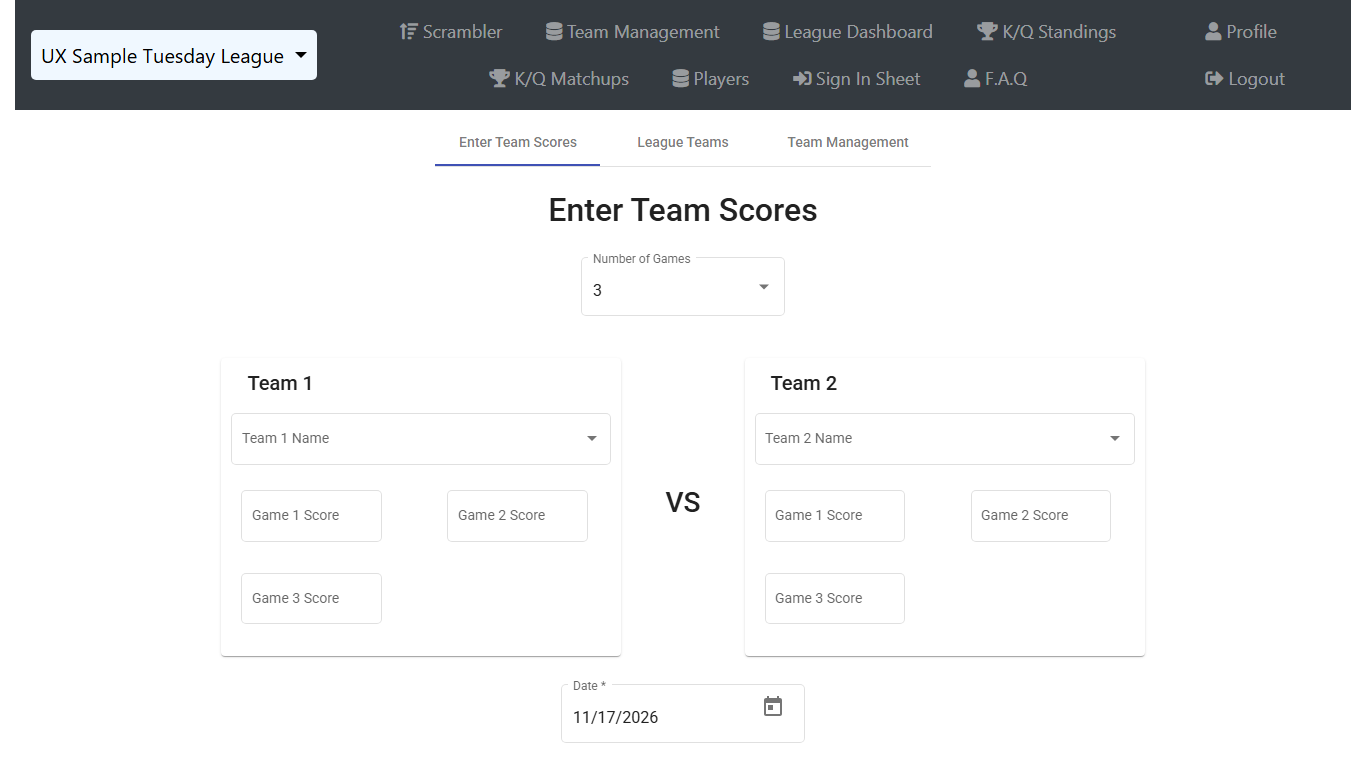 UX Sample Tuesday League
Scrambler Team Management League Dashboard K/Q Standings Profile
K/Q Matchups Players Sign In Sheet F.A.Q Logout
Enter Team Scores League Teams Team Management
Enter Team Scores
Number of Games
3
Team 1
Team 1 Name
Game 1 Score Game 2 Score
Game 3 Score
VS
Team 2
Team 2 Name
Game 1 Score Game 2 Score
Game 3 Score
Date *
11/17/2026